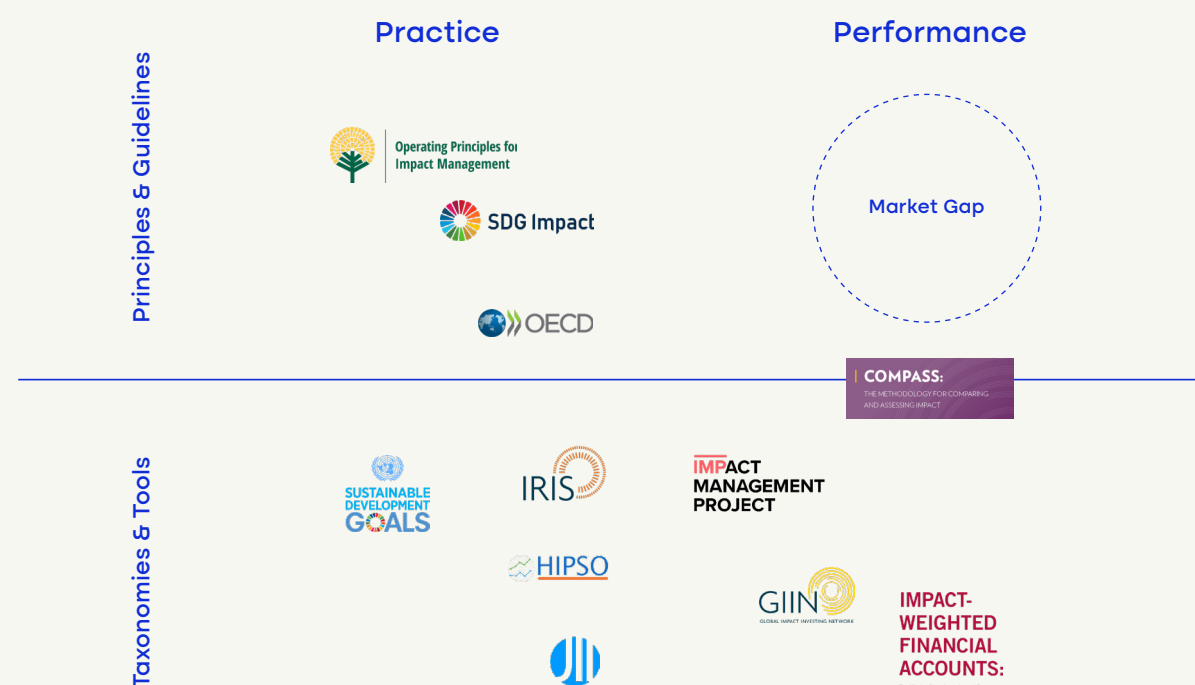 Practice
Performance
Principles & Guidelines
Operating Principles for
Impact Management
SDG Impact
Market Gap
OECD
COMPASS:
THE METHODOLOGY FOR COMPARING
AND ASSESSING IMPACT
Taxonomies & Tools
SUSTAINABLE
DEVELOPMENT
GOALS
IRIS
IMPACT
MANAGEMENT
PROJECT
HIPSO
GIIN
GLOBAL IMPACT INVESTING NETWORK
IMPACT-
WEIGHTED
FINANCIAL
ACCOUNTS: